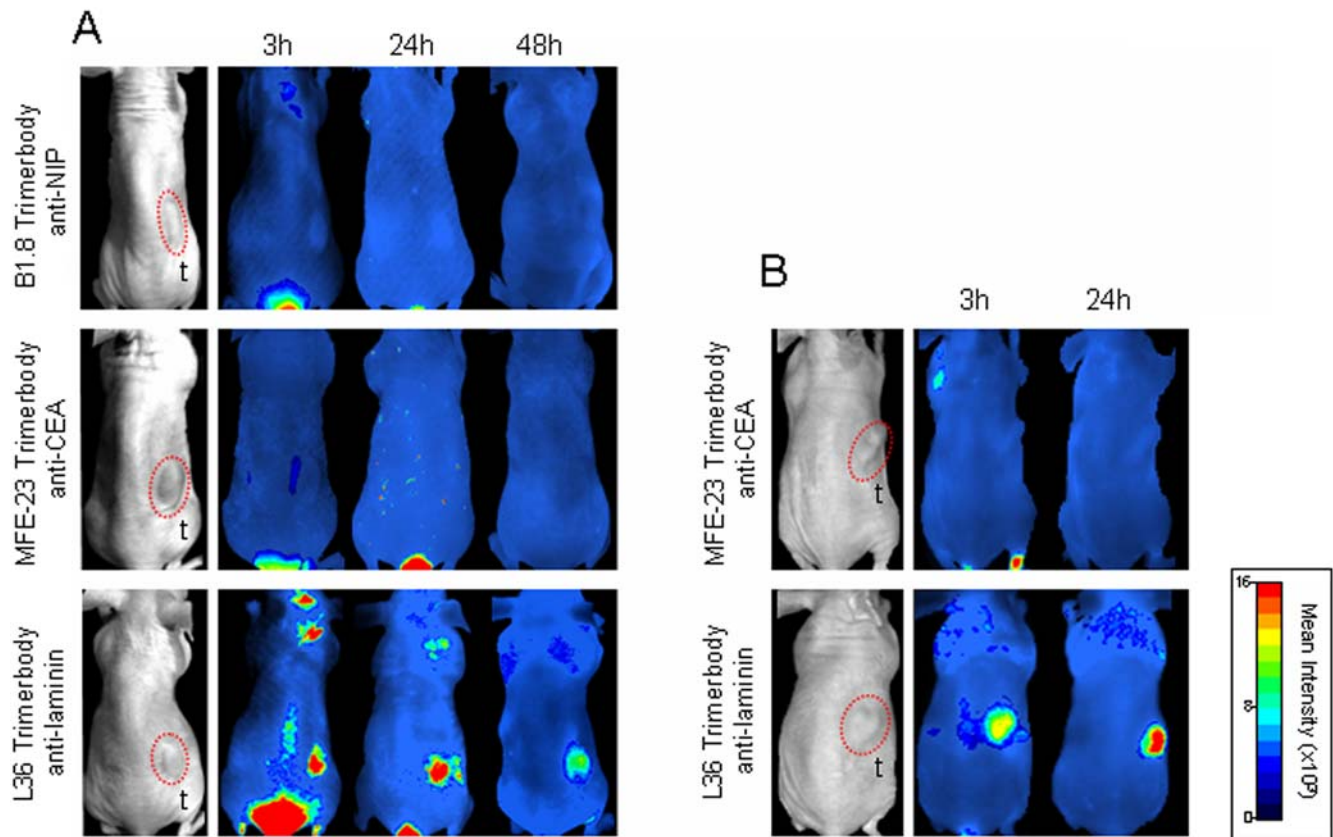 A
3h 24h 48h
B1.8 Trimerbody
anti-NIP
t
MFE-23 Trimerbody
anti-CEA
t
L36 Trimerbody
anti-laminin
t
B
3h 24h
MFE-23 Trimerbody
anti-CEA
t
L36 Trimerbody
anti-laminin
t
16
8
0
Mean Intensity (x10³)